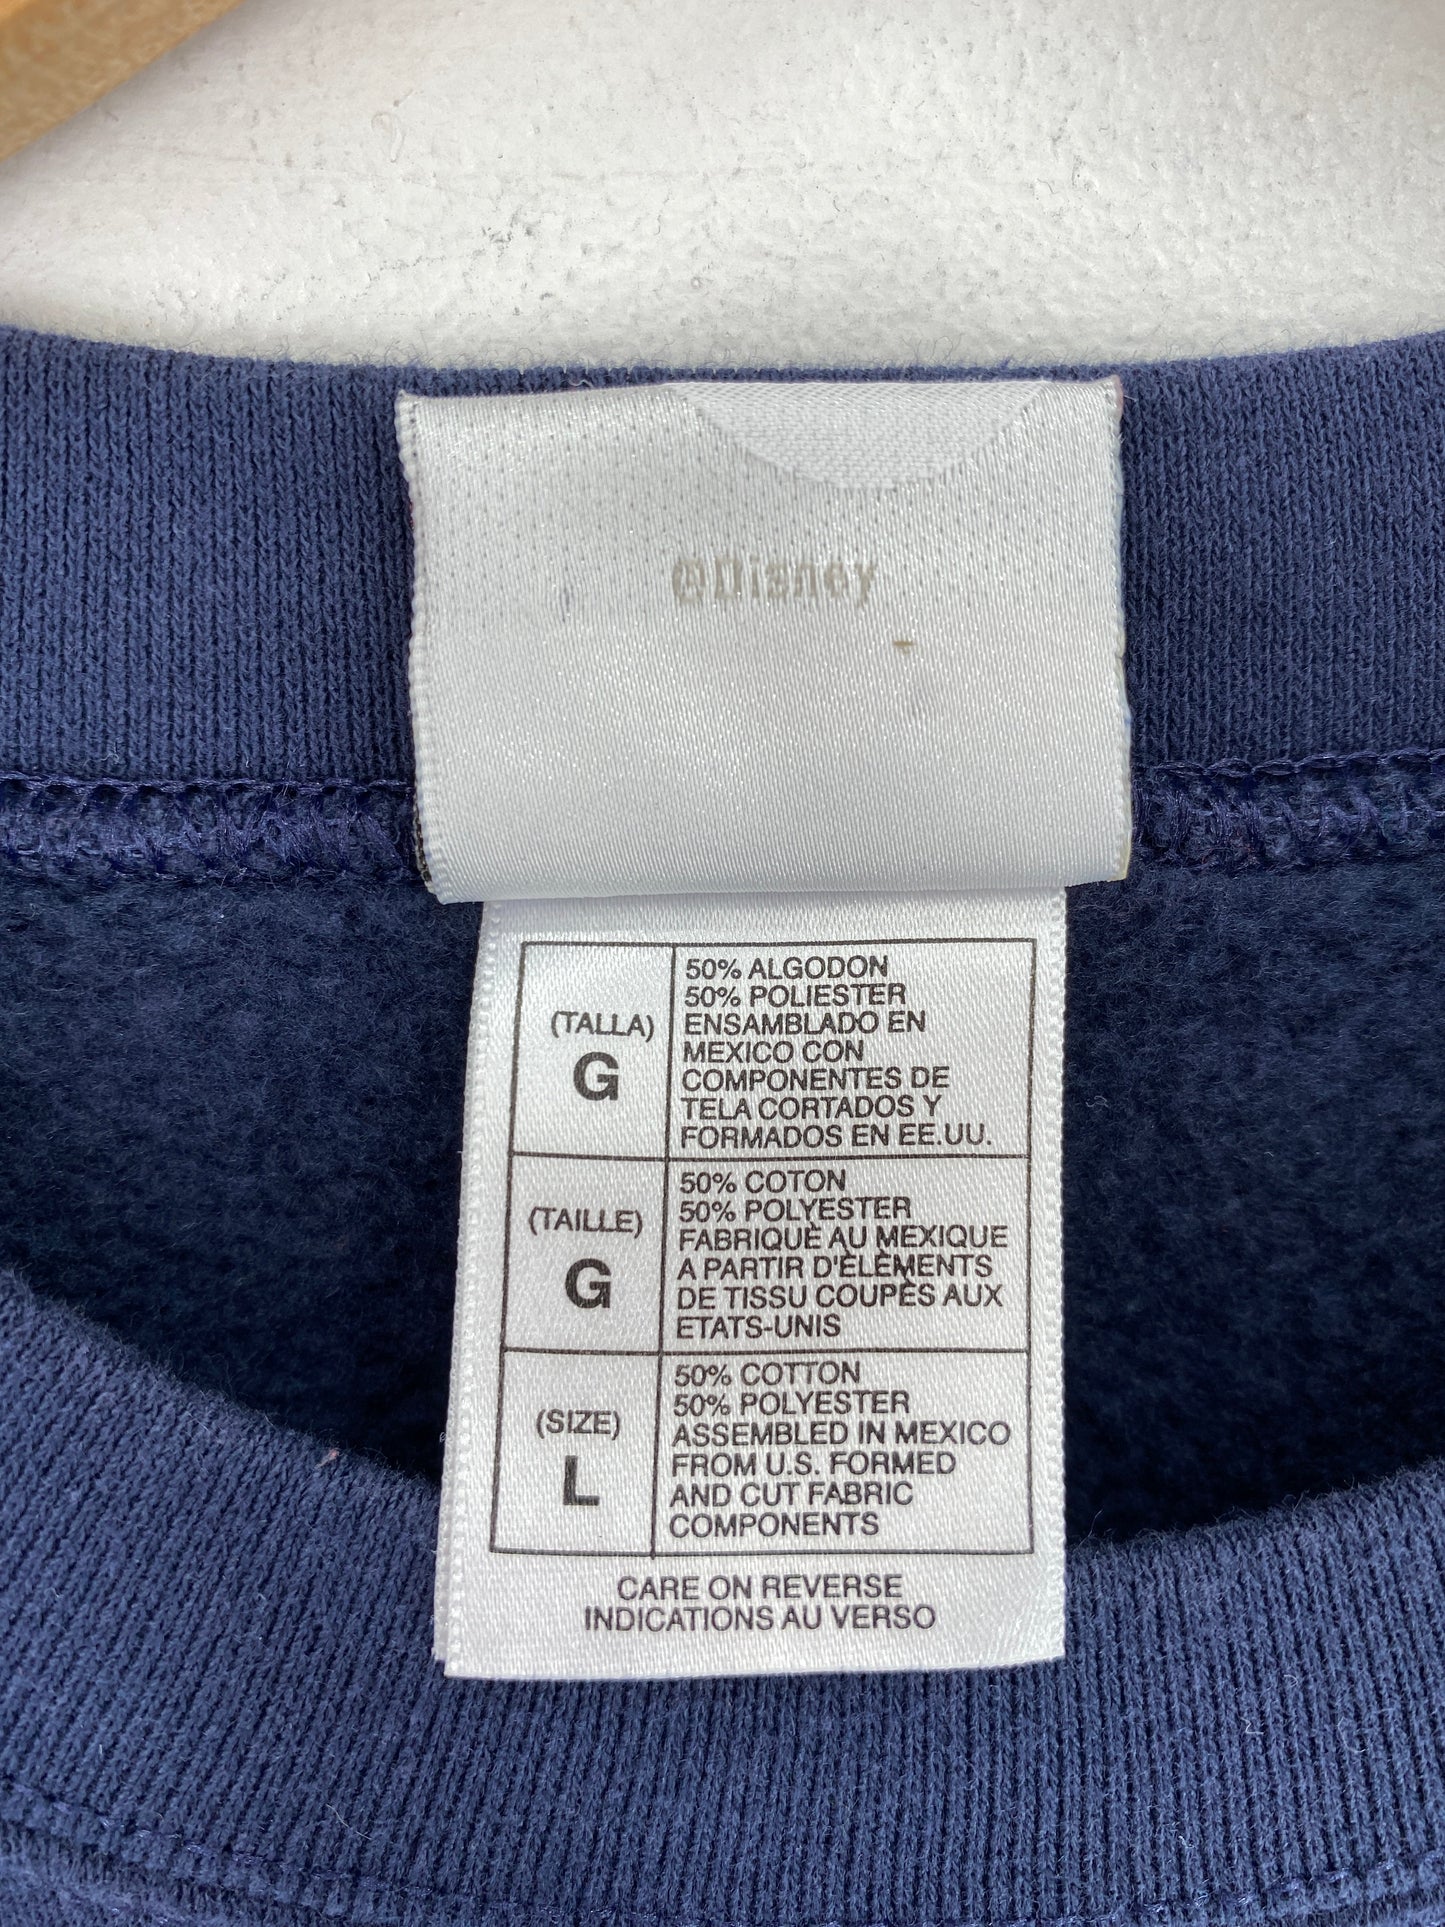 ©Disney
(TALLA)
G
50% ALGODON
50% POLIESTER
ENSAMBLADO EN
MEXICO CON
COMPONENTES DE
TELA CORTADOS Y
FORMADOS EN EE.UU.
(TAILLE)
G
50% COTON
50% POLYESTER
FABRIQUÈ AU MEXIQUE
A PARTIR D'ÈLÈMENTS
DE TISSU COUPÈS AUX
ETATS-UNIS
(SIZE)
L
50% COTTON
50% POLYESTER
ASSEMBLED IN MEXICO
FROM U.S. FORMED
AND CUT FABRIC
COMPONENTS
CARE ON REVERSE
INDICATIONS AU VERSO